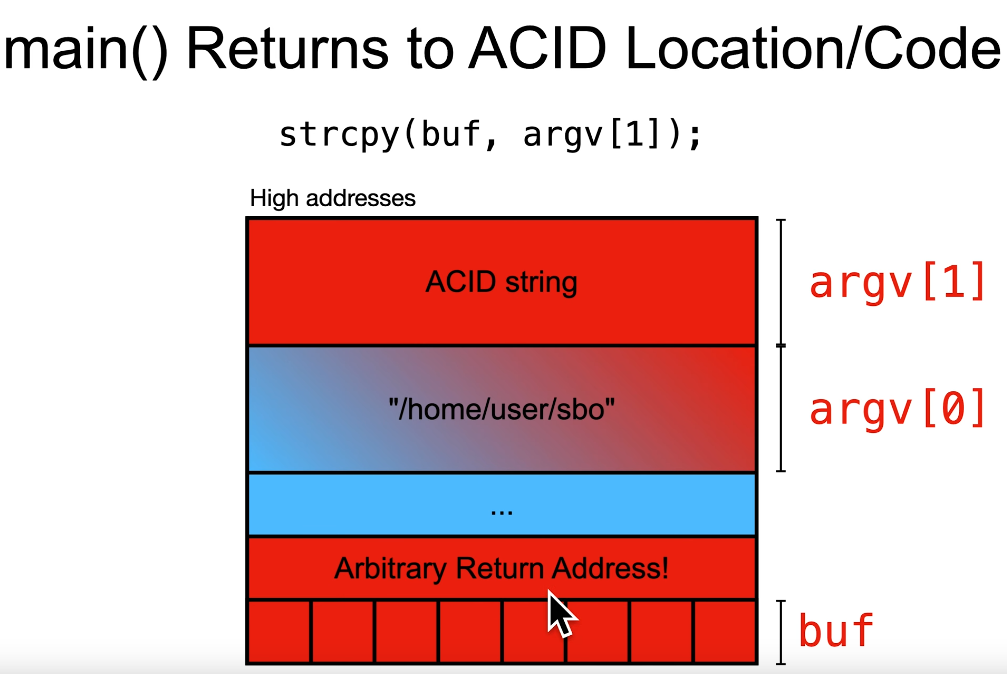 main() Returns to ACID Location/Code
strcpy(buf, argv[1]);
High addresses
ACID string
argv[1]
"/home/user/sbo"
argv[0]
...
Arbitrary Return Address!
buf